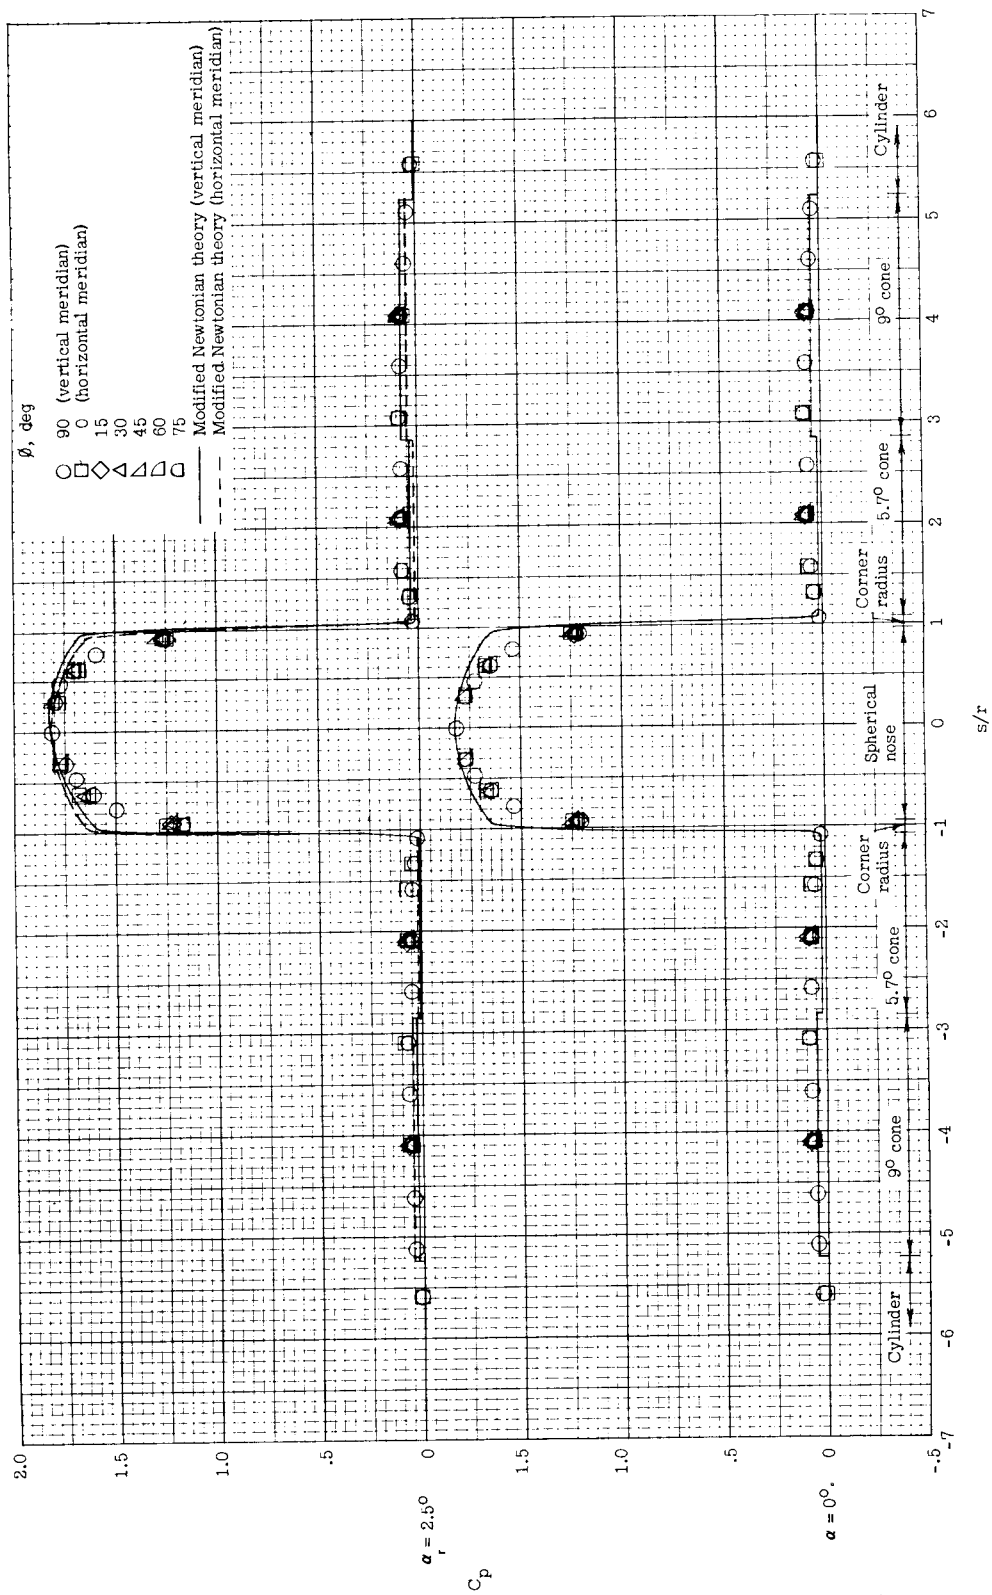 ø, deg
90 (vertical meridian)
0 (horizontal meridian)
15
30
45
60
75
Modified Newtonian theory (vertical meridian)
Modified Newtonian theory (horizontal meridian)
2.0
1.5
1.0
.5
0
α = 2.5°
r
C p
1.5
1.0
.5
0
-.5
α = 0°.
Cylinder
9° cone
5.7° cone
Corner
radius
Spherical
nose
Corner
radius
5.7° cone
9° cone
Cylinder
-7
-6
-5
-4
-3
-2
-1
0
1
2
3
4
5
6
7
s/r